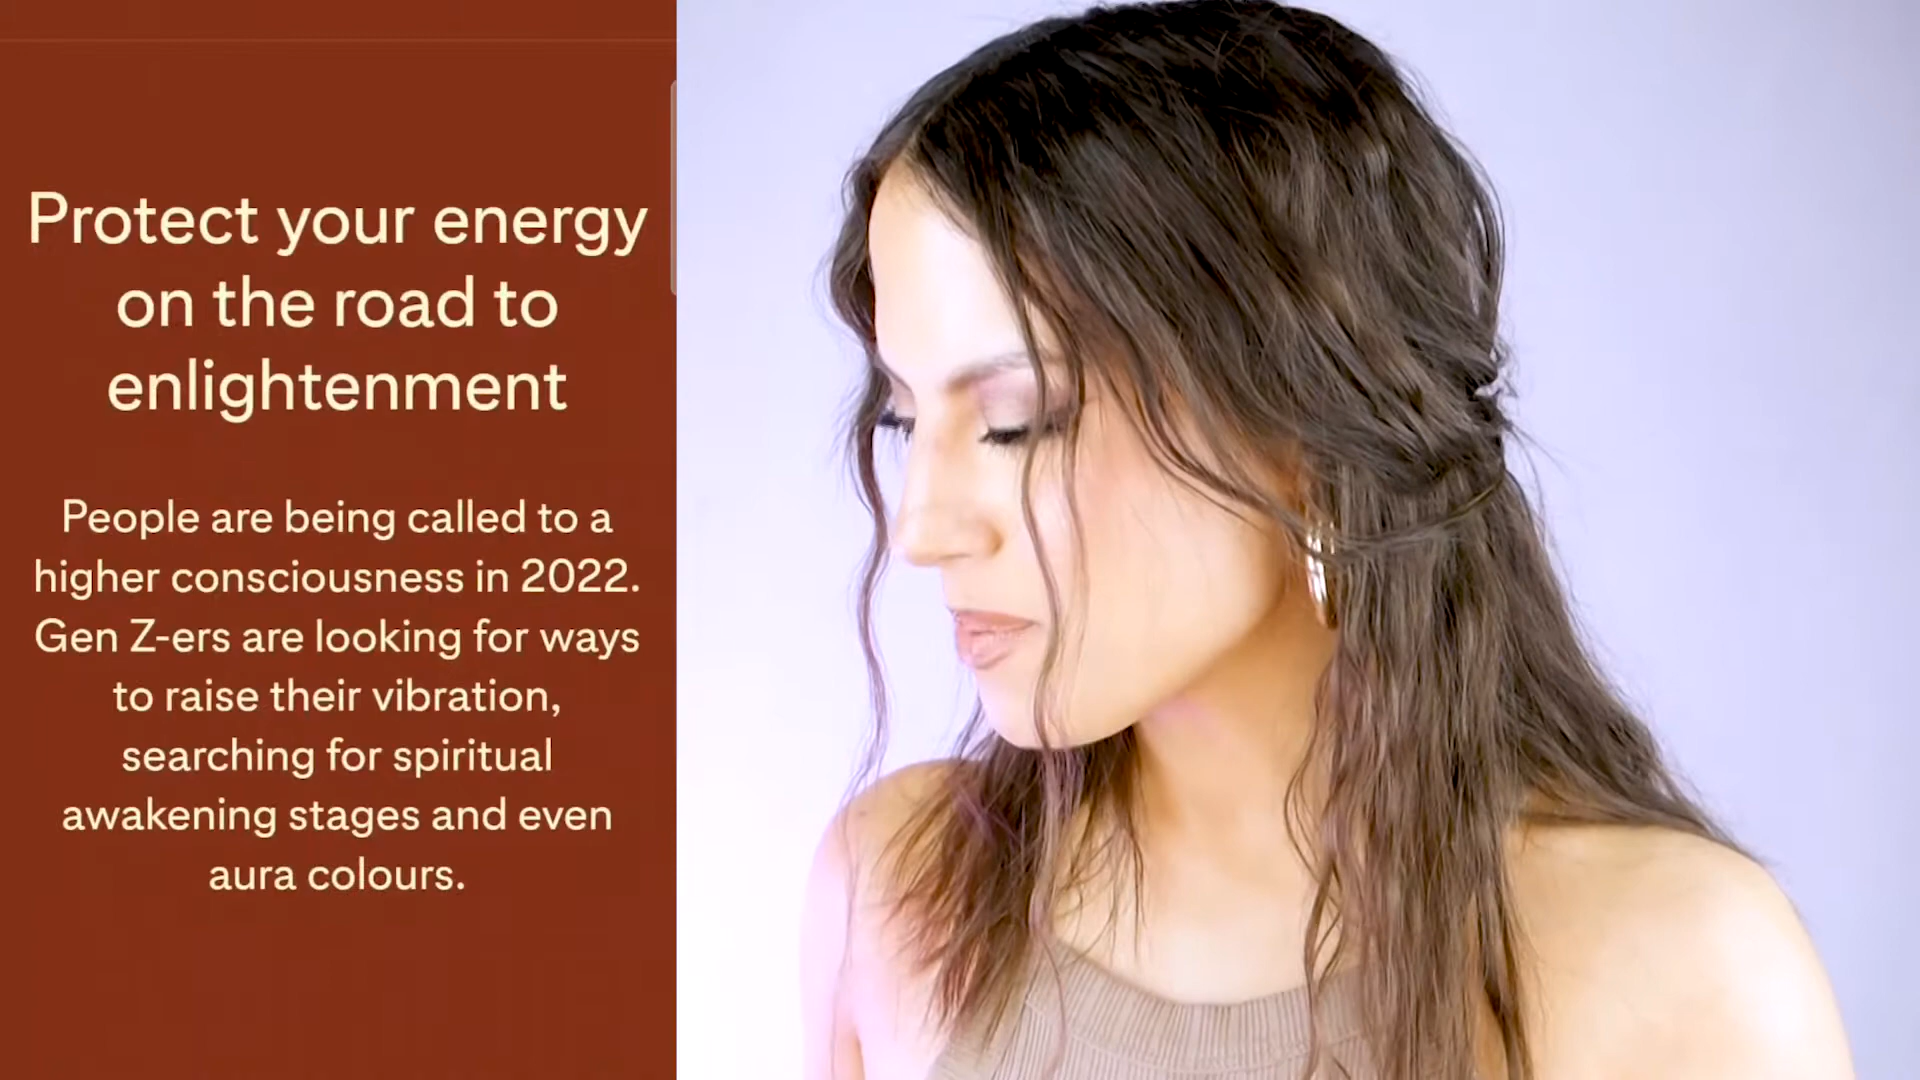 Protect your energy
on the road to
enlightenment
People are being called to a
higher consciousness in 2022.
Gen Z-ers are looking for ways
to raise their vibration,
searching for spiritual
awakening stages and even
aura colours.